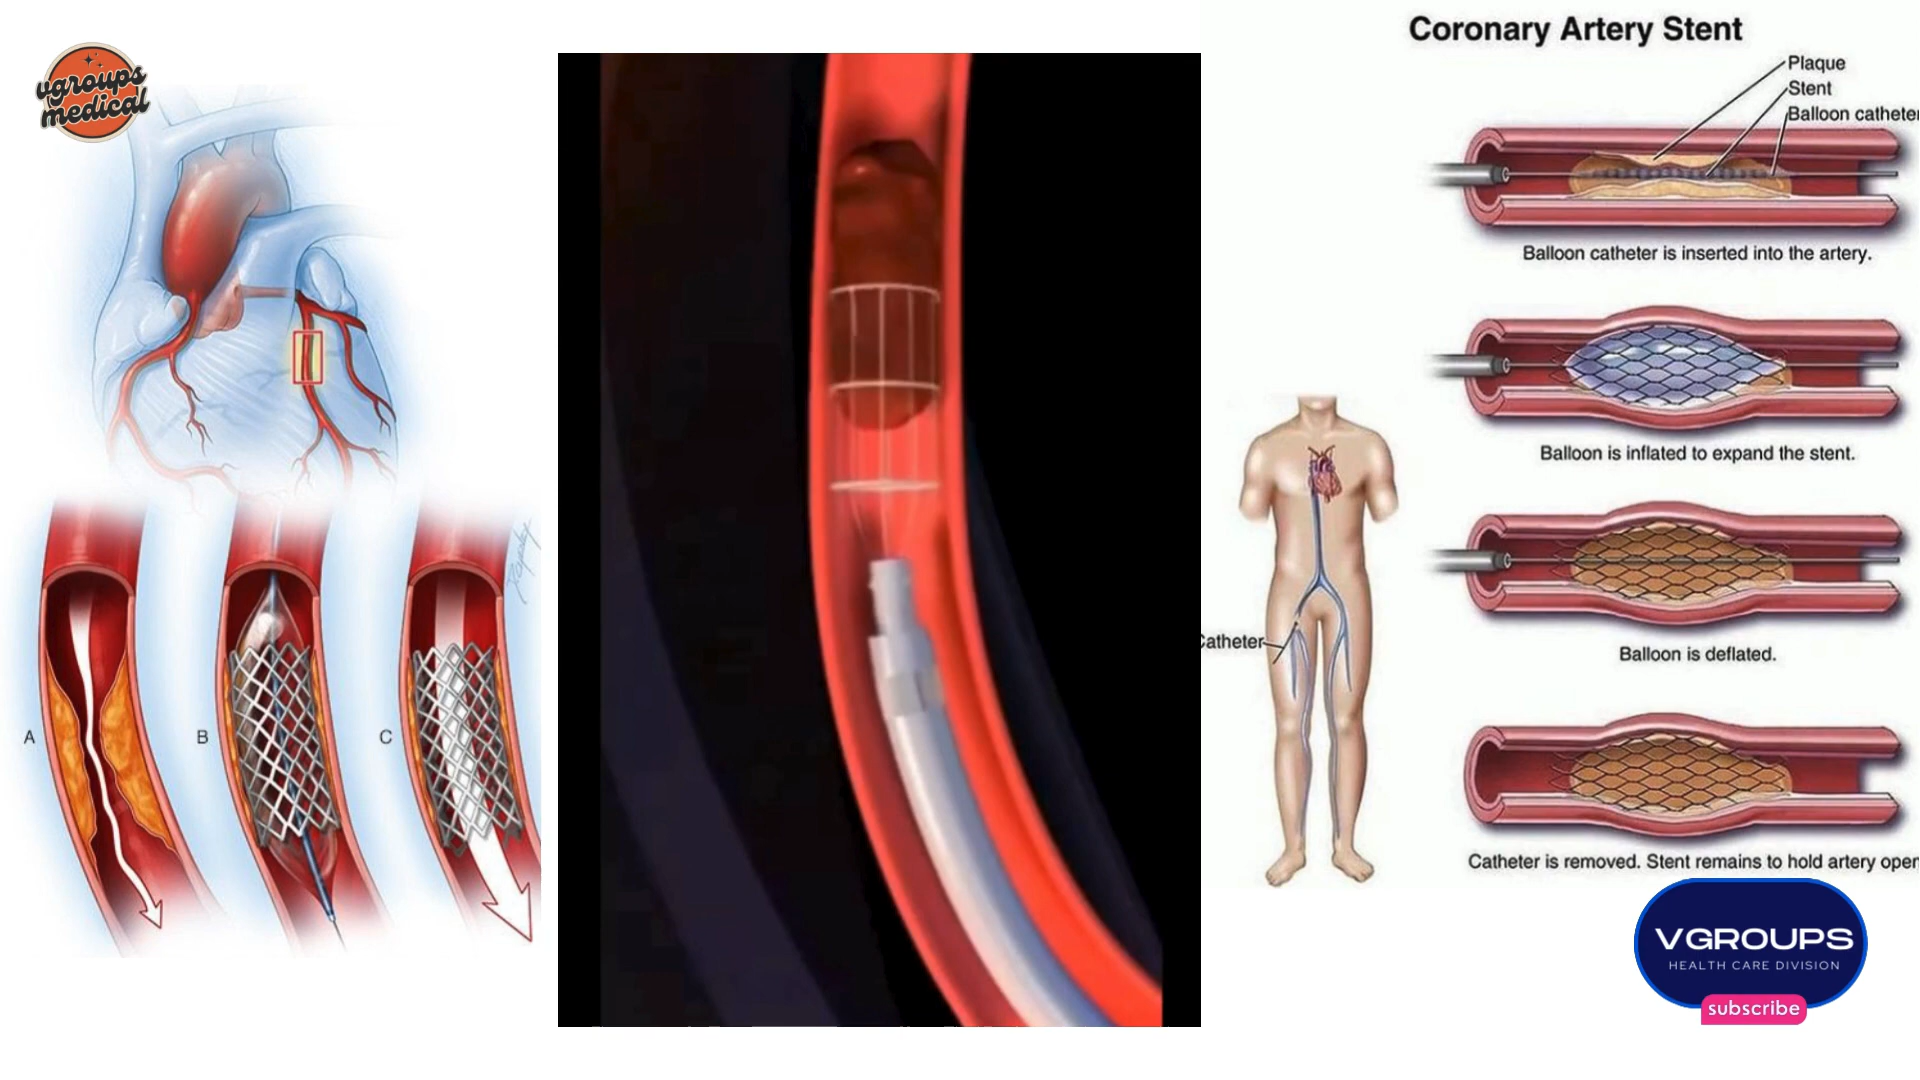 vgroups
medical
A
B
C
Coronary Artery Stent
Plaque
Stent
Balloon catheter
Balloon catheter is inserted into the artery.
Balloon is inflated to expand the stent.
Catheter
Balloon is deflated.
Catheter is removed. Stent remains to hold artery open
VGROUPS
HEALTH CARE DIVISION
subscribe